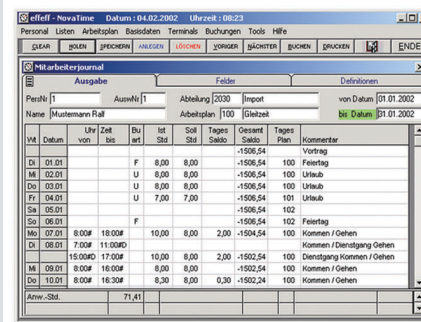 effeff - NovaTime Datum : 04.02.2002 Uhrzeit : 08:23
Personal Listen Arbeitsplan Basisdaten Terminals Buchungen Tools Hilfe
CLEAR HOLEN SPEICHERN ANLEGEN LÖSCHEN VORIGER NÄCHSTER BUCHEN DRUCKEN ENDE
Mitarbeiterjournal
Ausgabe Felder Definitionen
PersNr 1 AuswNr 1 Abteilung 2030 Import von Datum 01.01.2002
Name Mustermann Ralf Arbeitsplan 100 Gleitzeit bis Datum 31.01.2002
Uhr Zeit Bu Ist Soll Tages Gesamt Tages
Wt Datum von bis art Std Std Saldo Saldo Plan Kommentar
-1506,54 Vortrag
Di 01.01 F 8,00 8,00 -1506,54 100 Feiertag
Mi 02.01 U 8,00 8,00 -1506,54 100 Urlaub
Do 03.01 U 8,00 8,00 -1506,54 100 Urlaub
Fr 04.01 U 7,00 7,00 -1506,54 101 Urlaub
Sa 05.01 -1506,54 102
So 06.01 F -1506,54 102 Feiertag
Mo 07.01 8:00# 18:00# 10,00 8,00 2,00 -1504,54 100 Kommen / Gehen
Di 08.01 7:00# 11:00#D Kommen / Dienstgang Gehen
15:00#D 17:00# 10,00 8,00 2,00 -1502,54 100 Dienstgang Kommen / Gehen
Mi 09.01 8:00# 16:00# 8,00 8,00 -1502,54 100 Kommen / Gehen
Do 10.01 8:00# 16:30# 8,30 8,00 0,30 -1502,24 100 Kommen / Gehen
Anw.-Std. 71,41